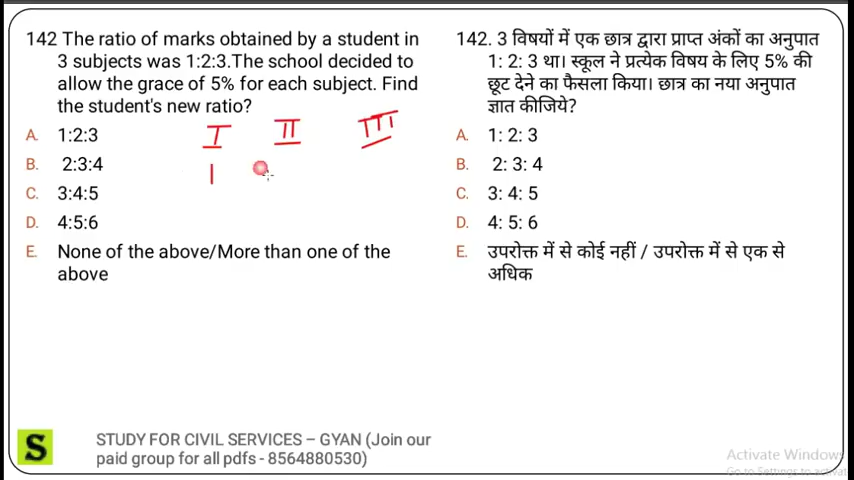 142 The ratio of marks obtained by a student in
3 subjects was 1:2:3.The school decided to
allow the grace of 5% for each subject. Find
the student's new ratio?
A. 1:2:3
B. 2:3:4
C. 3:4:5
D. 4:5:6
E. None of the above/More than one of the
above
I II III
1
142. 3 विषयों में एक छात्र द्वारा प्राप्त अंकों का अनुपात
1: 2: 3 था। स्कूल ने प्रत्येक विषय के लिए 5% की
छूट देने का फैसला किया। छात्र का नया अनुपात
ज्ञात कीजिये?
A. 1: 2: 3
B. 2: 3: 4
C. 3: 4: 5
D. 4: 5: 6
E. उपरोक्त में से कोई नहीं / उपरोक्त में से एक से
अधिक
S
STUDY FOR CIVIL SERVICES – GYAN (Join our
paid group for all pdfs - 8564880530)
Activate Windows
Go to Settings to activat